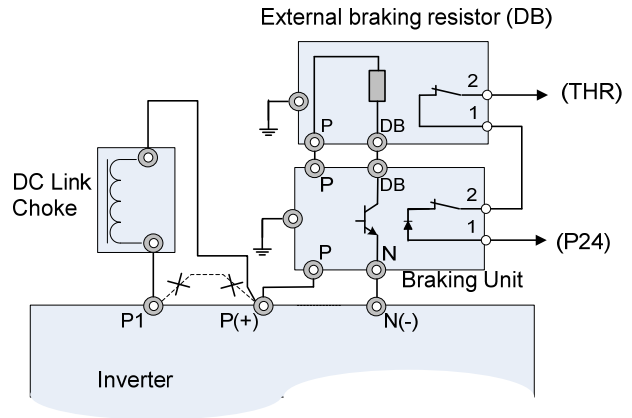 External braking resistor (DB)
2
(THR)
1
P
DB
DC Link
Choke
P
DB
2
1
(P24)
P
N
Braking Unit
P1
P(+)
N(-)
Inverter